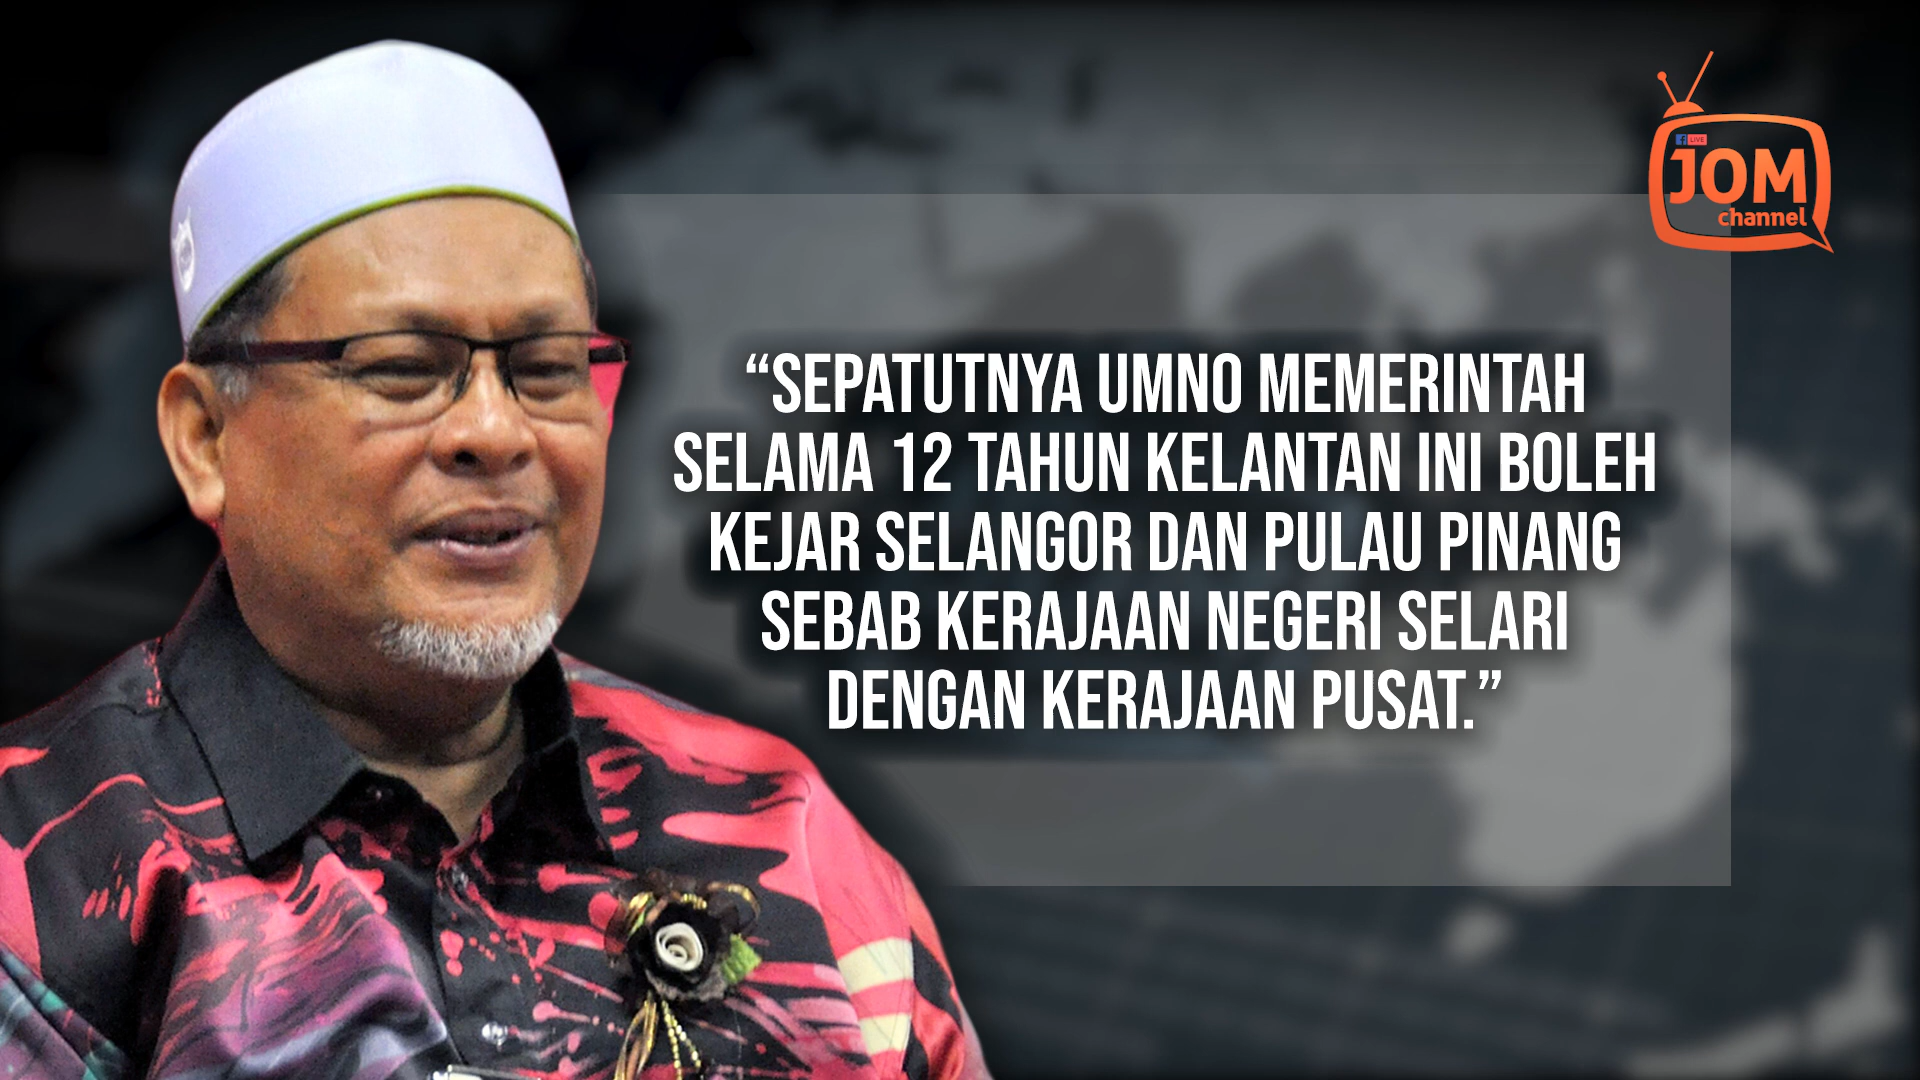 LIVE
JOM
channel
“SEPATUTNYA UMNO MEMERINTAH
SELAMA 12 TAHUN KELANTAN INI BOLEH
KEJAR SELANGOR DAN PULAU PINANG
SEBAB KERAJAAN NEGERI SELARI
DENGAN KERAJAAN PUSAT.”